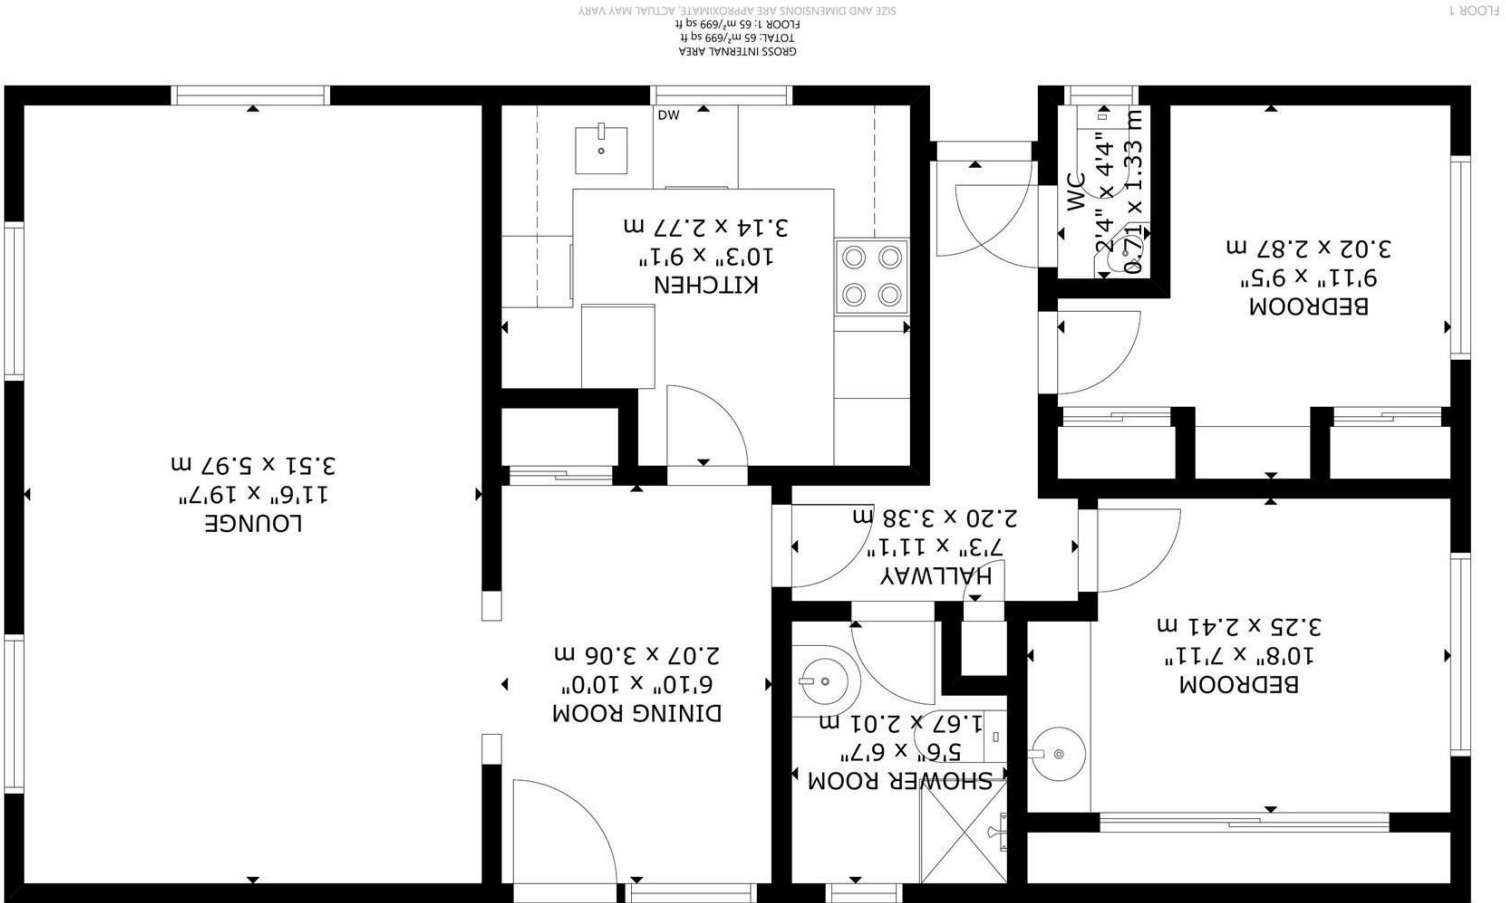 LOUNGE
11'6" x 19'7"
3.51 x 5.97 m
KITCHEN
10'3" x 9'1"
3.14 x 2.77 m
DW
DINING ROOM
6'10" x 10'0"
2.07 x 3.06 m
HALLWAY
7'3" x 11'1"
2.20 x 3.38 m
SHOWER ROOM
5'6" x 6'7"
1.67 x 2.01 m
WC
2'4" x 4'4"
0.71 x 1.33 m
BEDROOM
9'11" x 9'5"
3.02 x 2.87 m
BEDROOM
10'8" x 7'11"
3.25 x 2.41 m
GROSS INTERNAL AREA
TOTAL: 65 m²/699 sq ft
FLOOR 1: 65 m²/699 sq ft
SIZE AND DIMENSIONS ARE APPROXIMATE, ACTUAL MAY VARY
FLOOR 1